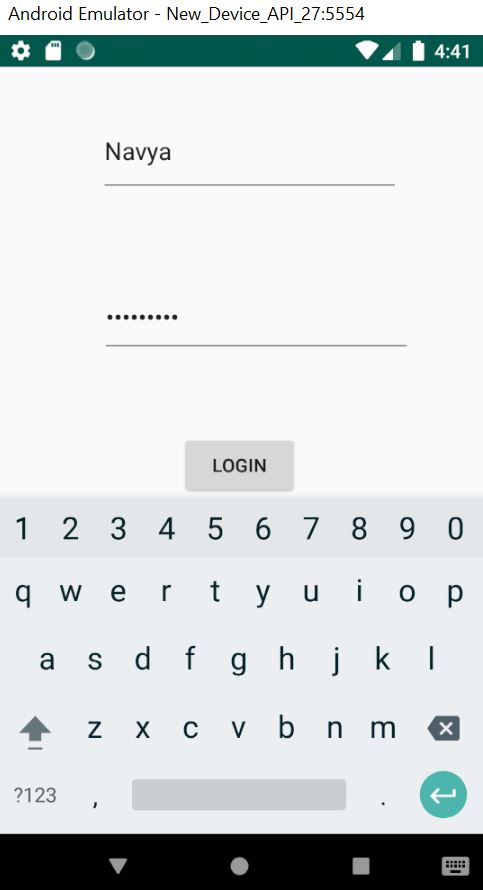 Android Emulator - New_Device_API_27:5554
4:41
Navya
•••••••••
LOGIN
1 2 3 4 5 6 7 8 9 0
q w e r t y u i o p
a s d f g h j k l
z x c v b n m
?123 , .